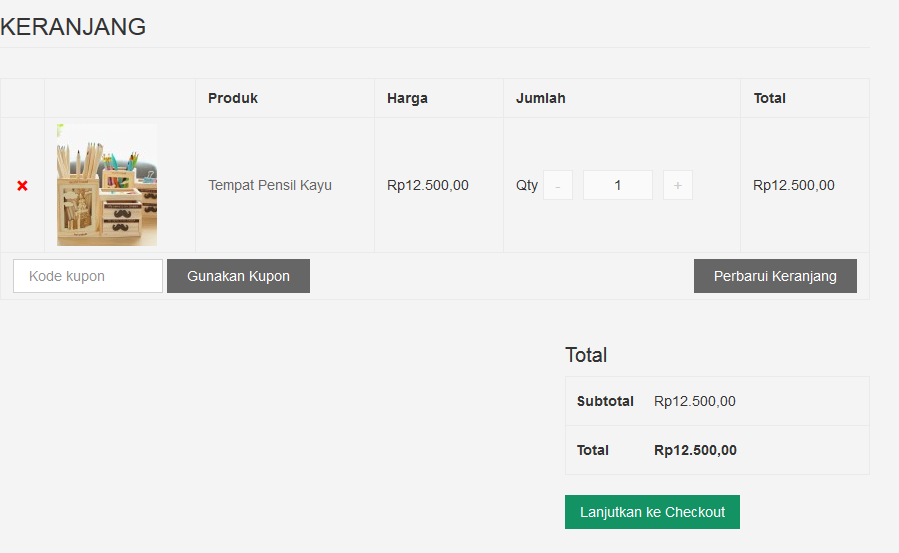 KERANJANG
Produk Harga Jumlah Total
Tempat Pensil Kayu Rp12.500,00 Qty - 1 + Rp12.500,00
Kode kupon Gunakan Kupon Perbarui Keranjang
Total
Subtotal Rp12.500,00
Total Rp12.500,00
Lanjutkan ke Checkout